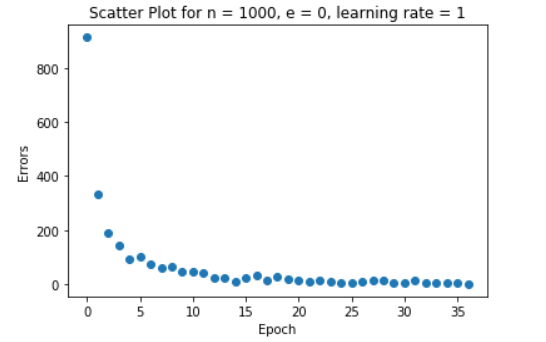 Scatter Plot for n = 1000, e = 0, learning rate = 1
Errors
800
600
400
200
0
0 5 10 15 20 25 30 35
Epoch